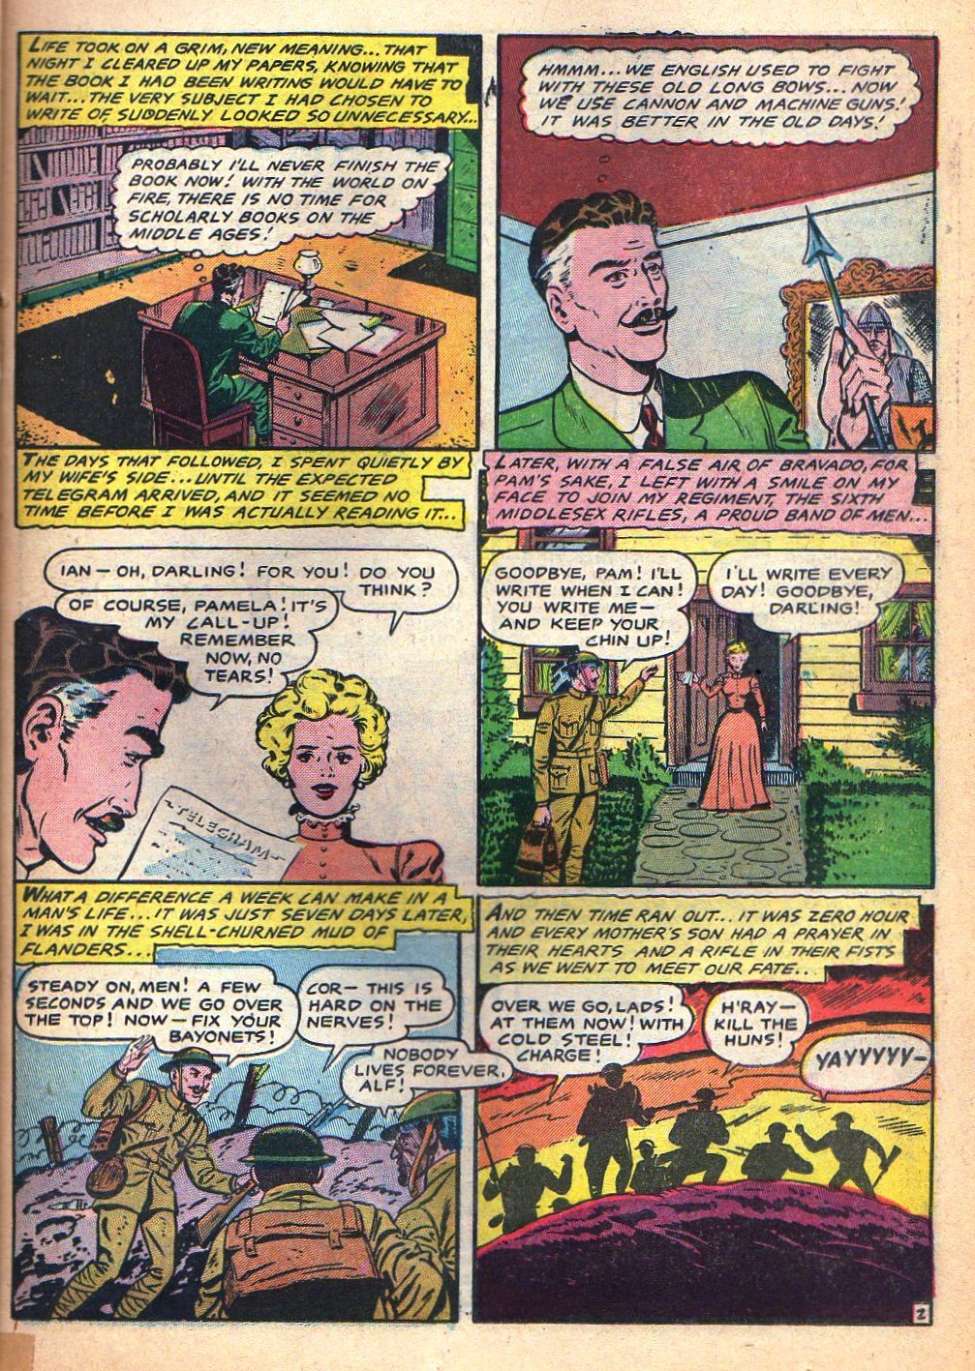 LIFE TOOK ON A GRIM, NEW MEANING... THAT
NIGHT I CLEARED UP MY PAPERS, KNOWING THAT
THE BOOK I HAD BEEN WRITING WOULD HAVE TO
WAIT... THE VERY SUBJECT I HAD CHOSEN TO
WRITE OF, SUDDENLY LOOKED SO UNNECESSARY...
PROBABLY I'LL NEVER FINISH THE
BOOK NOW! WITH THE WORLD ON
FIRE, THERE IS NO TIME FOR
SCHOLARLY BOOKS ON THE
MIDDLE AGES!
HMMM... WE ENGLISH USED TO FIGHT
WITH THESE OLD LONG BOWS... NOW
WE USE CANNON AND MACHINE GUNS!
IT WAS BETTER IN THE OLD DAYS!
THE DAYS THAT FOLLOWED, I SPENT QUIETLY BY
MY WIFE'S SIDE... UNTIL THE EXPECTED
TELEGRAM ARRIVED, AND IT SEEMED NO
TIME BEFORE I WAS ACTUALLY READING IT...
IAN — OH, DARLING! FOR YOU! DO YOU
THINK?
OF COURSE, PAMELA! IT'S
MY CALL-UP!
REMEMBER
NOW, NO
TEARS!
TELEGRAM
LATER, WITH A FALSE AIR OF BRAVADO, FOR
PAM'S SAKE, I LEFT WITH A SMILE ON MY
FACE TO JOIN MY REGIMENT, THE SIXTH
MIDDLESEX RIFLES, A PROUD BAND OF MEN...
GOODBYE, PAM! I'LL
WRITE WHEN I CAN!
YOU WRITE ME —
AND KEEP YOUR
CHIN UP!
I'LL WRITE EVERY
DAY! GOODBYE,
DARLING!
WHAT A DIFFERENCE A WEEK CAN MAKE IN A
MAN'S LIFE... IT WAS JUST SEVEN DAYS LATER,
I WAS IN THE SHELL-CHURNED MUD OF
FLANDERS...
STEADY ON, MEN! A FEW
SECONDS AND WE GO OVER
THE TOP! NOW — FIX YOUR
BAYONETS!
COR — THIS IS
HARD ON THE
NERVES!
NOBODY
LIVES FOREVER,
ALF!
AND THEN TIME RAN OUT... IT WAS ZERO HOUR
AND EVERY MOTHER'S SON HAD A PRAYER IN
THEIR HEARTS AND A RIFLE IN THEIR FISTS
AS WE WENT TO MEET OUR FATE...
OVER WE GO, LADS!
AT THEM NOW! WITH
COLD STEEL!
CHARGE!
H'RAY —
KILL THE
HUNS!
YAYYYYY —
2